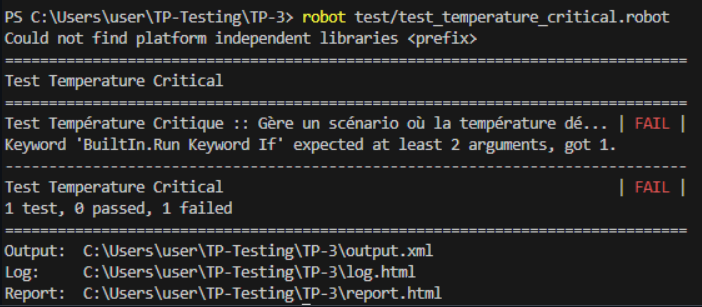 PS C:\Users\user\TP-Testing\TP-3> robot test/test_temperature_critical.robot
Could not find platform independent libraries <prefix>
==============================================================================
Test Temperature Critical
==============================================================================
Test Température Critique :: Gère un scénario où la température dé... | FAIL |
Keyword 'BuiltIn.Run Keyword If' expected at least 2 arguments, got 1.
------------------------------------------------------------------------------
Test Temperature Critical | FAIL |
1 test, 0 passed, 1 failed
==============================================================================
Output: C:\Users\user\TP-Testing\TP-3\output.xml
Log: C:\Users\user\TP-Testing\TP-3\log.html
Report: C:\Users\user\TP-Testing\TP-3\report.html